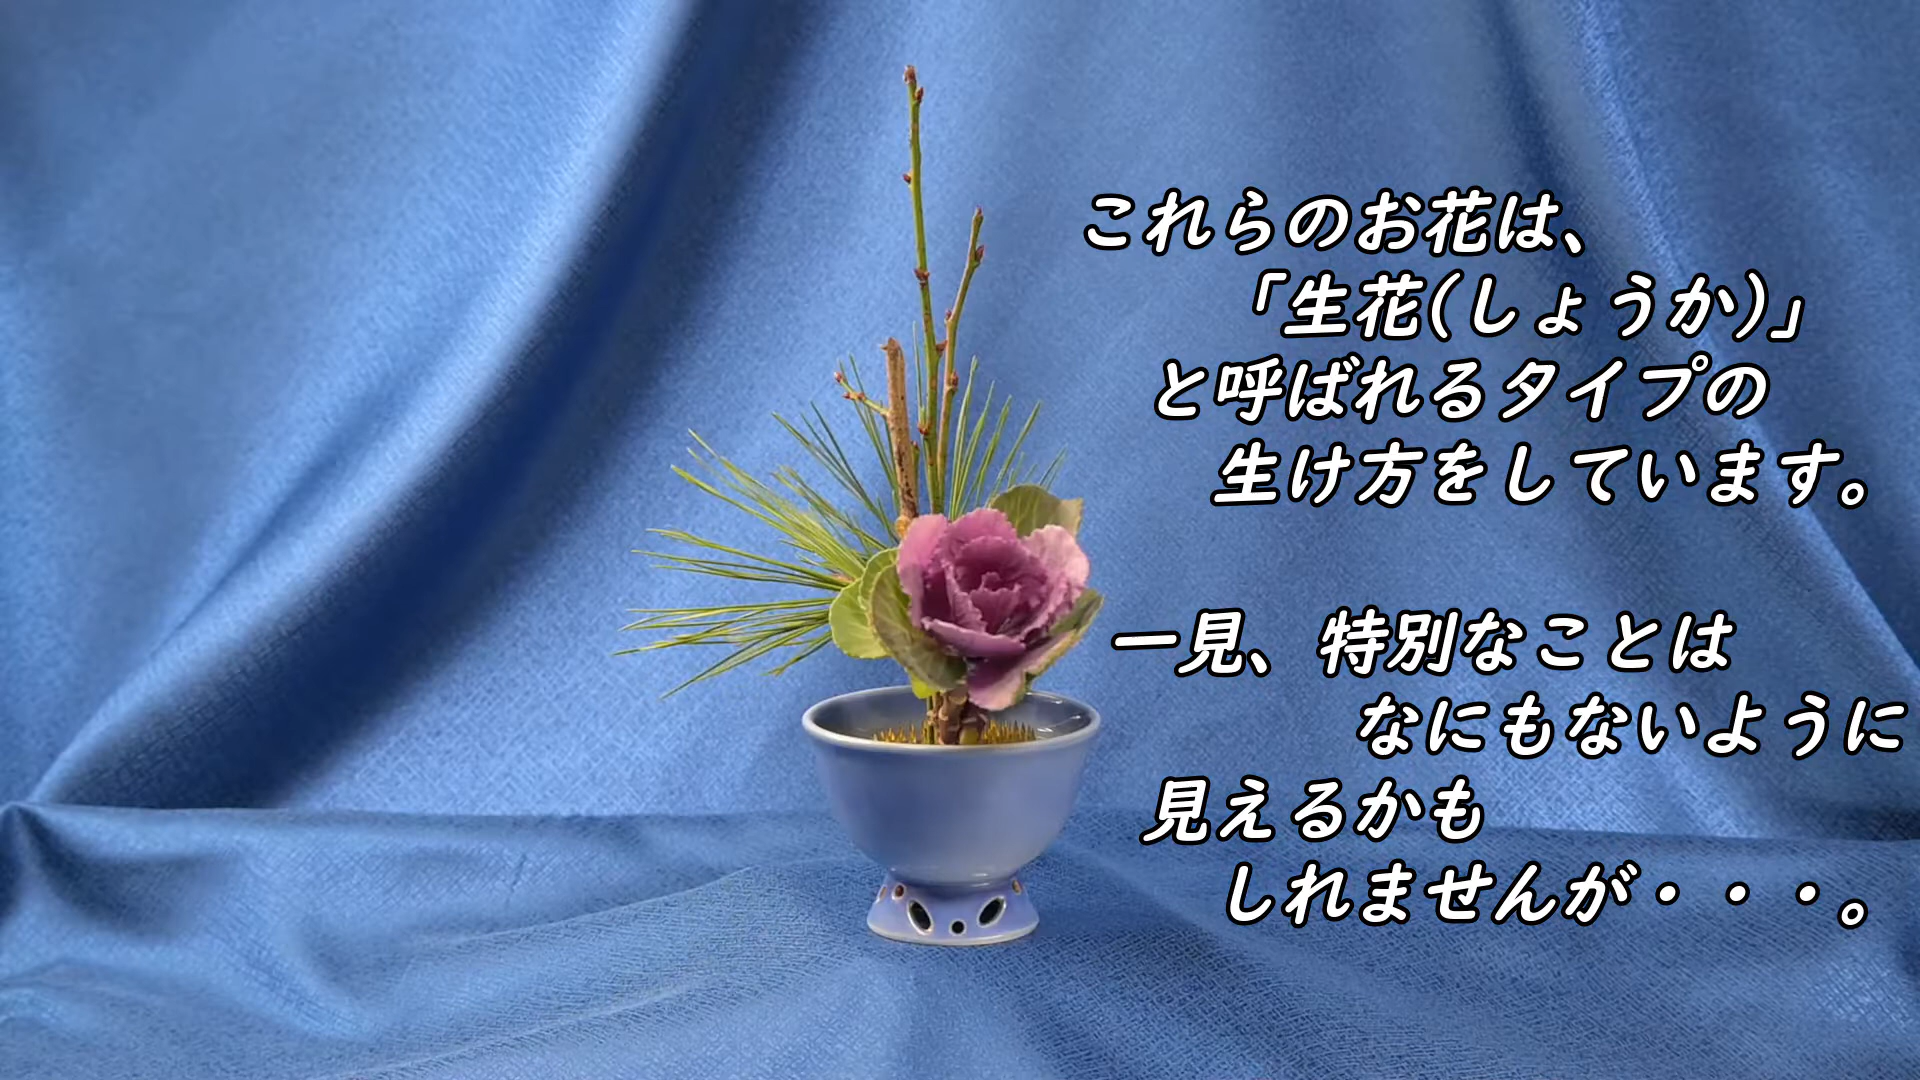 これらのお花は、
「生花(しょうか)」
と呼ばれるタイプの
生け方をしています。
一見、特別なことは
なにもないように
見えるかも
しれませんが・・・。